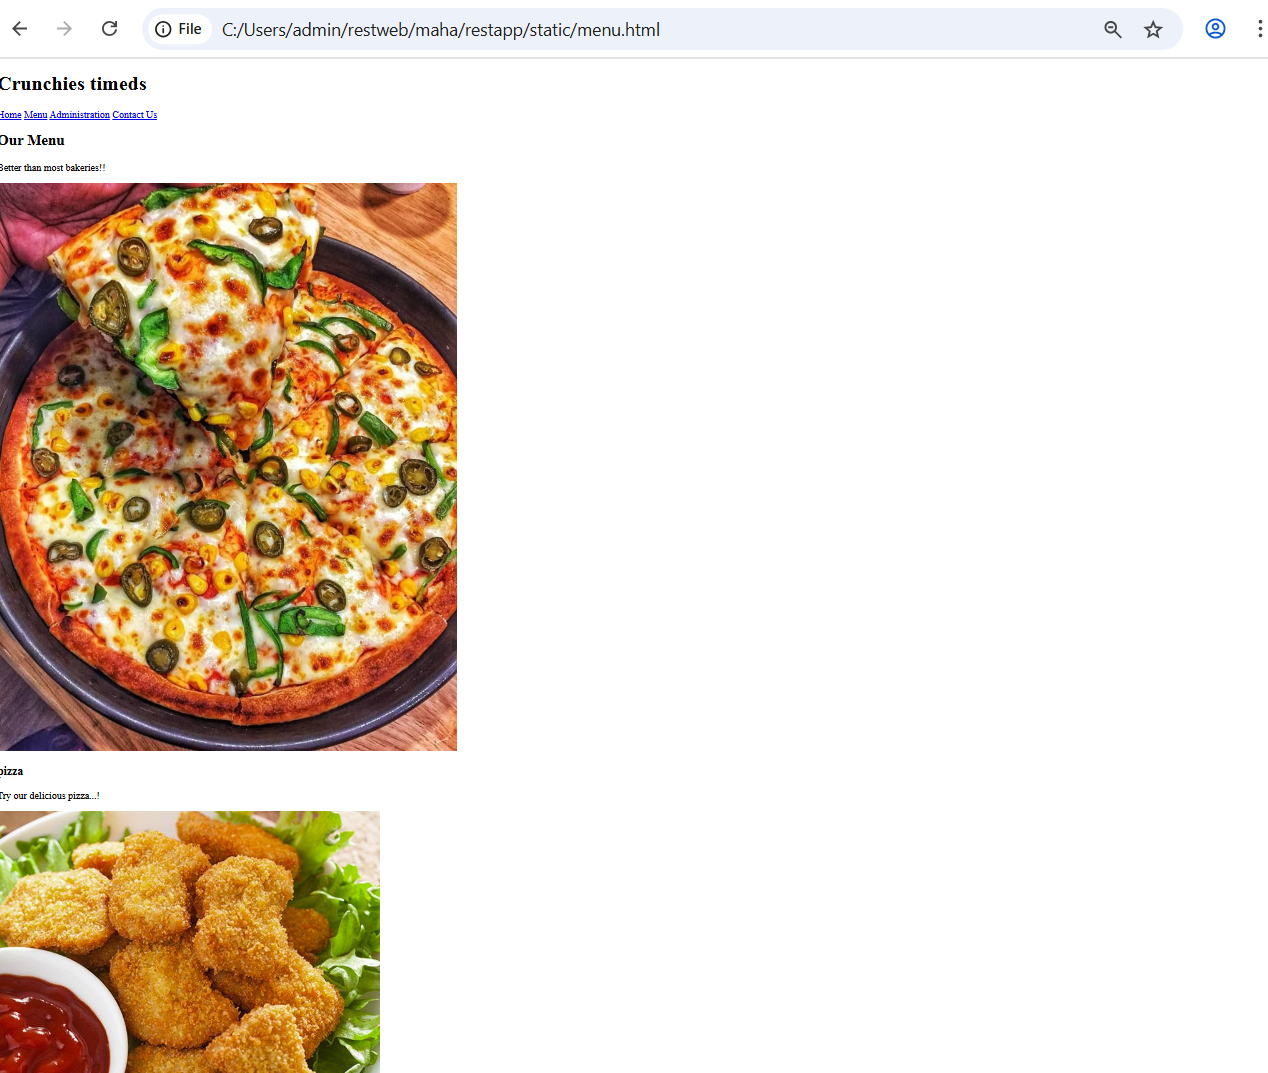 File C:/Users/admin/restweb/maha/restapp/static/menu.html
Crunchies timeds
Home Menu Administration Contact Us
Our Menu
Better than most bakeries!!
pizza
Try our delicious pizza...!